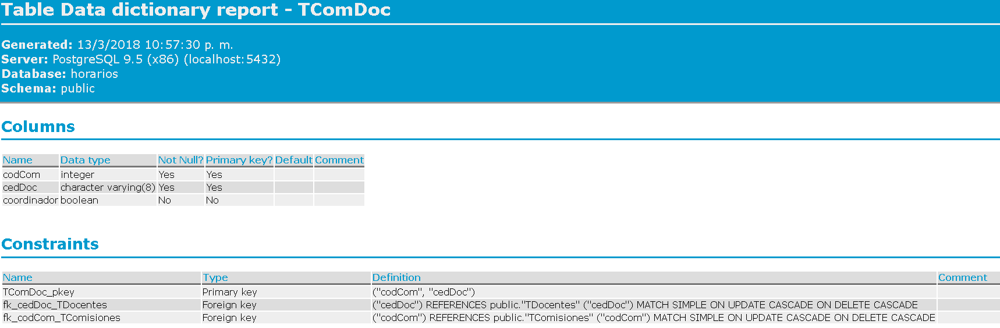 Table Data dictionary report - TComDoc
Generated: 13/3/2018 10:57:30 p. m.
Server: PostgreSQL 9.5 (x86) (localhost:5432)
Database: horarios
Schema: public
Columns
Name Data type Not Null? Primary key? Default Comment
codCom integer Yes Yes
cedDoc character varying(8) Yes Yes
coordinador boolean No No
Constraints
Name Type Definition Comment
TComDoc_pkey Primary key ("codCom", "cedDoc")
fk_cedDoc_TDocentes Foreign key ("cedDoc") REFERENCES public."TDocentes" ("cedDoc") MATCH SIMPLE ON UPDATE CASCADE ON DELETE CASCADE
fk_codCom_TComisiones Foreign key ("codCom") REFERENCES public."TComisiones" ("codCom") MATCH SIMPLE ON UPDATE CASCADE ON DELETE CASCADE